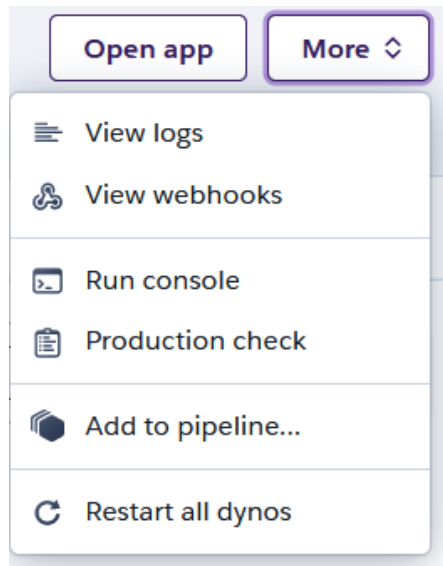 Open app
More
View logs
View webhooks
Run console
Production check
Add to pipeline...
Restart all dynos